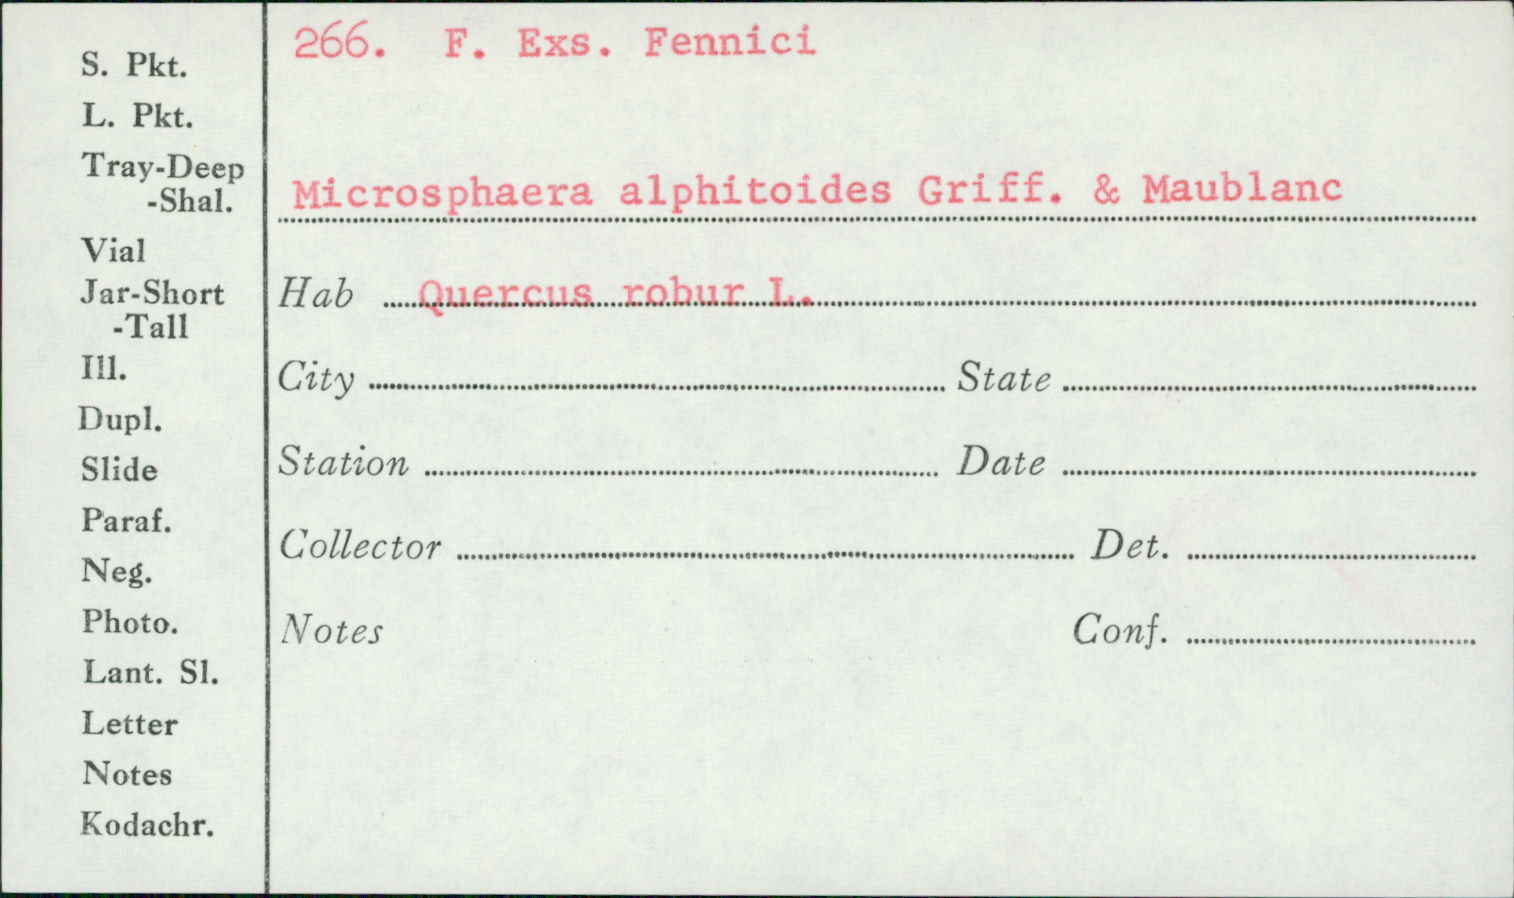 266. F. Exs. Fennici
Microsphaera alphitoides Griff. & Maublanc
Hab Quercus robur L.
City State
Station Date
Collector Det.
Notes Conf.
S. Pkt.
L. Pkt.
Tray-Deep
-Shal.
Vial
Jar-Short
-Tall
Ill.
Dupl.
Slide
Paraf.
Neg.
Photo.
Lant. Sl.
Letter
Notes
Kodachr.